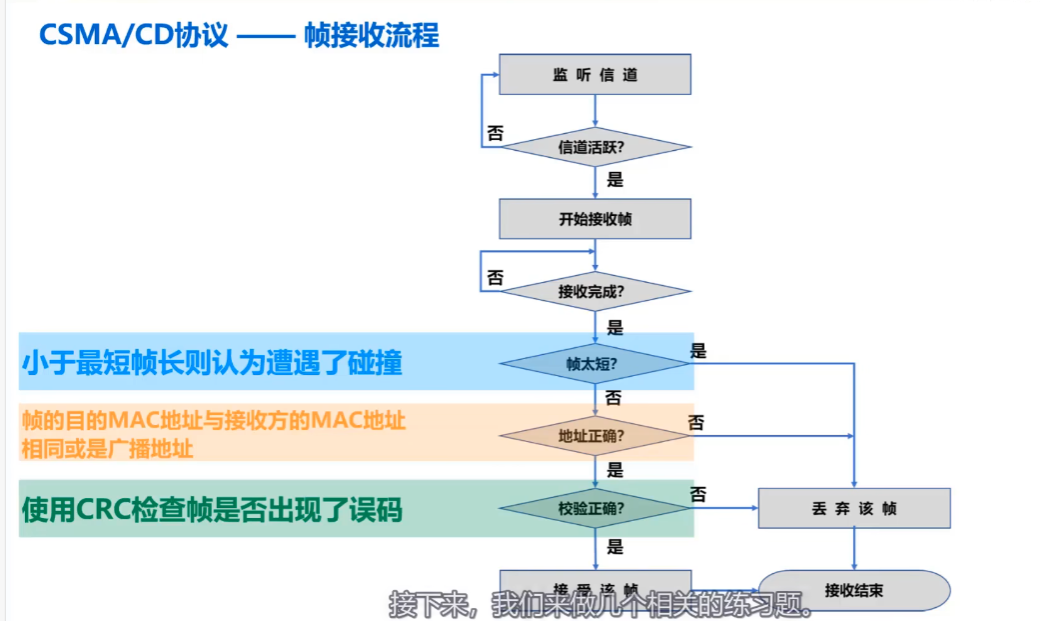 CSMA/CD协议 —— 帧接收流程
监听信道
否
信道活跃?
是
开始接收帧
否
接收完成?
是
小于最短帧长则认为遭遇了碰撞
帧太短?
是
否
帧的目的MAC地址与接收方的MAC地址
相同或是广播地址
地址正确?
否
是
使用CRC检查帧是否出现了误码
校验正确?
否
丢弃该帧
是
接受该帧
接收结束
接下来，我们来做几个相关的练习题。